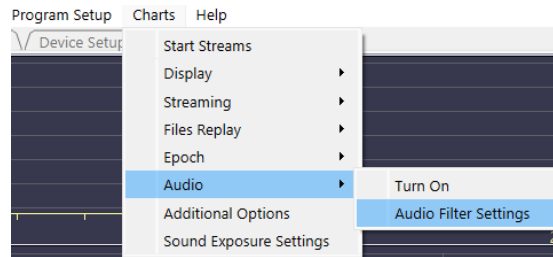 Program Setup Charts Help
Device Setup
Start Streams
Display
Streaming
Files Replay
Epoch
Audio
Turn On
Audio Filter Settings
Additional Options
Sound Exposure Settings